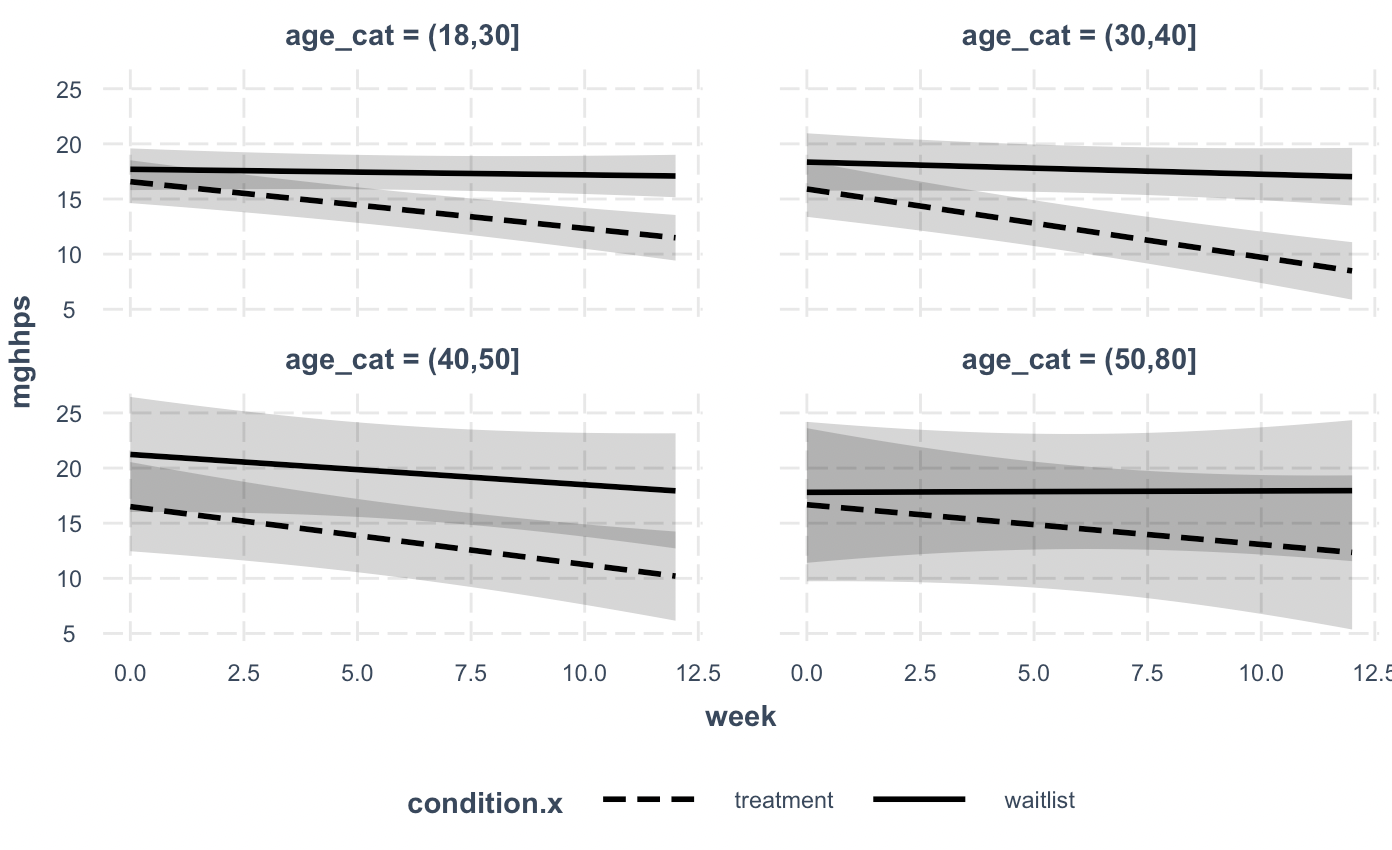 age_cat = (18,30]
age_cat = (30,40]
25
20
15
10
5
age_cat = (40,50]
age_cat = (50,80]
25
20
15
10
5
mghhps
0.0 2.5 5.0 7.5 10.0 12.5
0.0 2.5 5.0 7.5 10.0 12.5
week
condition.x treatment waitlist